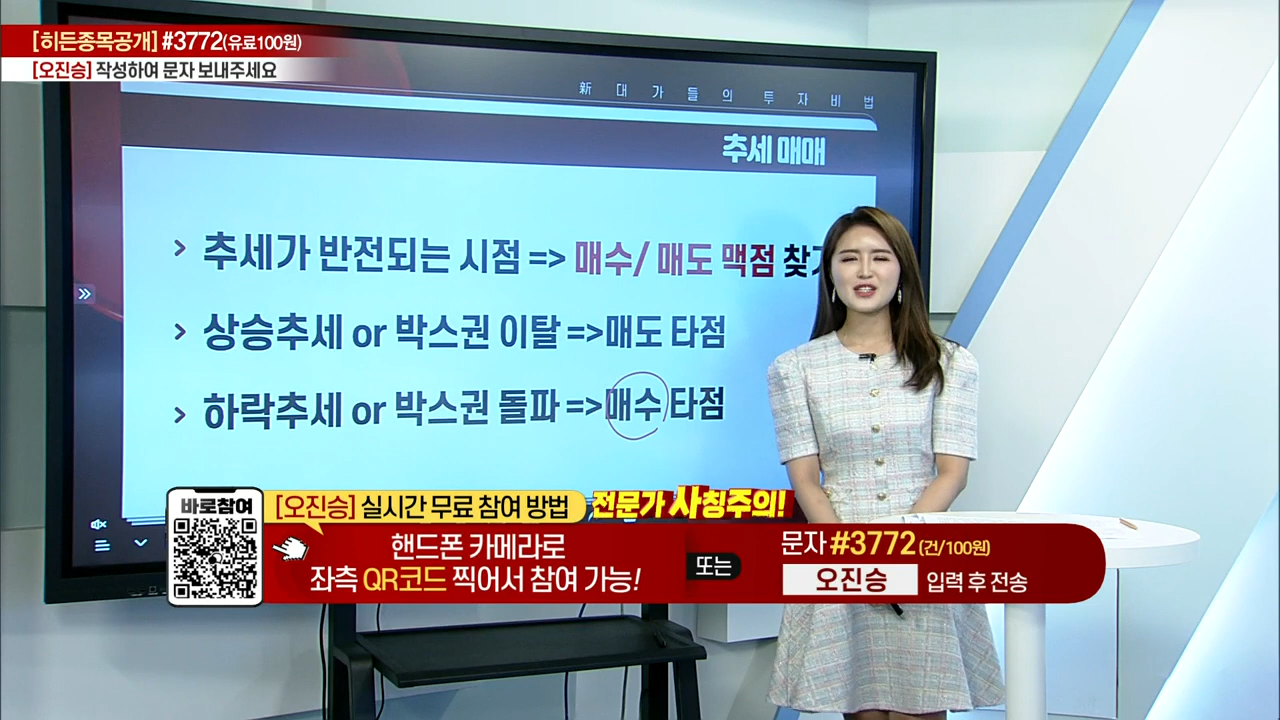 [히든종목공개] #3772(유료100원)
[오진승] 작성하여 문자 보내주세요
新 대가들의 투자비법
추세 매매
추세가 반전되는 시점 => 매수/ 매도 맥점 찾
상승추세 or 박스권 이탈 =>매도 타점
하락추세 or 박스권 돌파 =>매수 타점
바로참여
[오진승] 실시간 무료 참여 방법
전문가 사칭주의!
핸드폰 카메라로
좌측 QR코드 찍어서 참여 가능!
또는
문자 #3772 (건/100원)
오진승 입력 후 전송